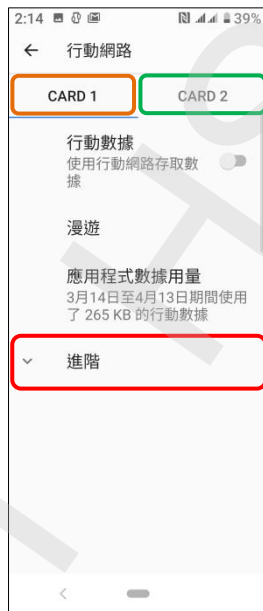 2:14 39%
行動網路
CARD 1 CARD 2
行動數據
使用行動網路存取數
據
漫遊
應用程式數據用量
3月14日至4月13日期間使用
了 265 KB 的行動數據
進階